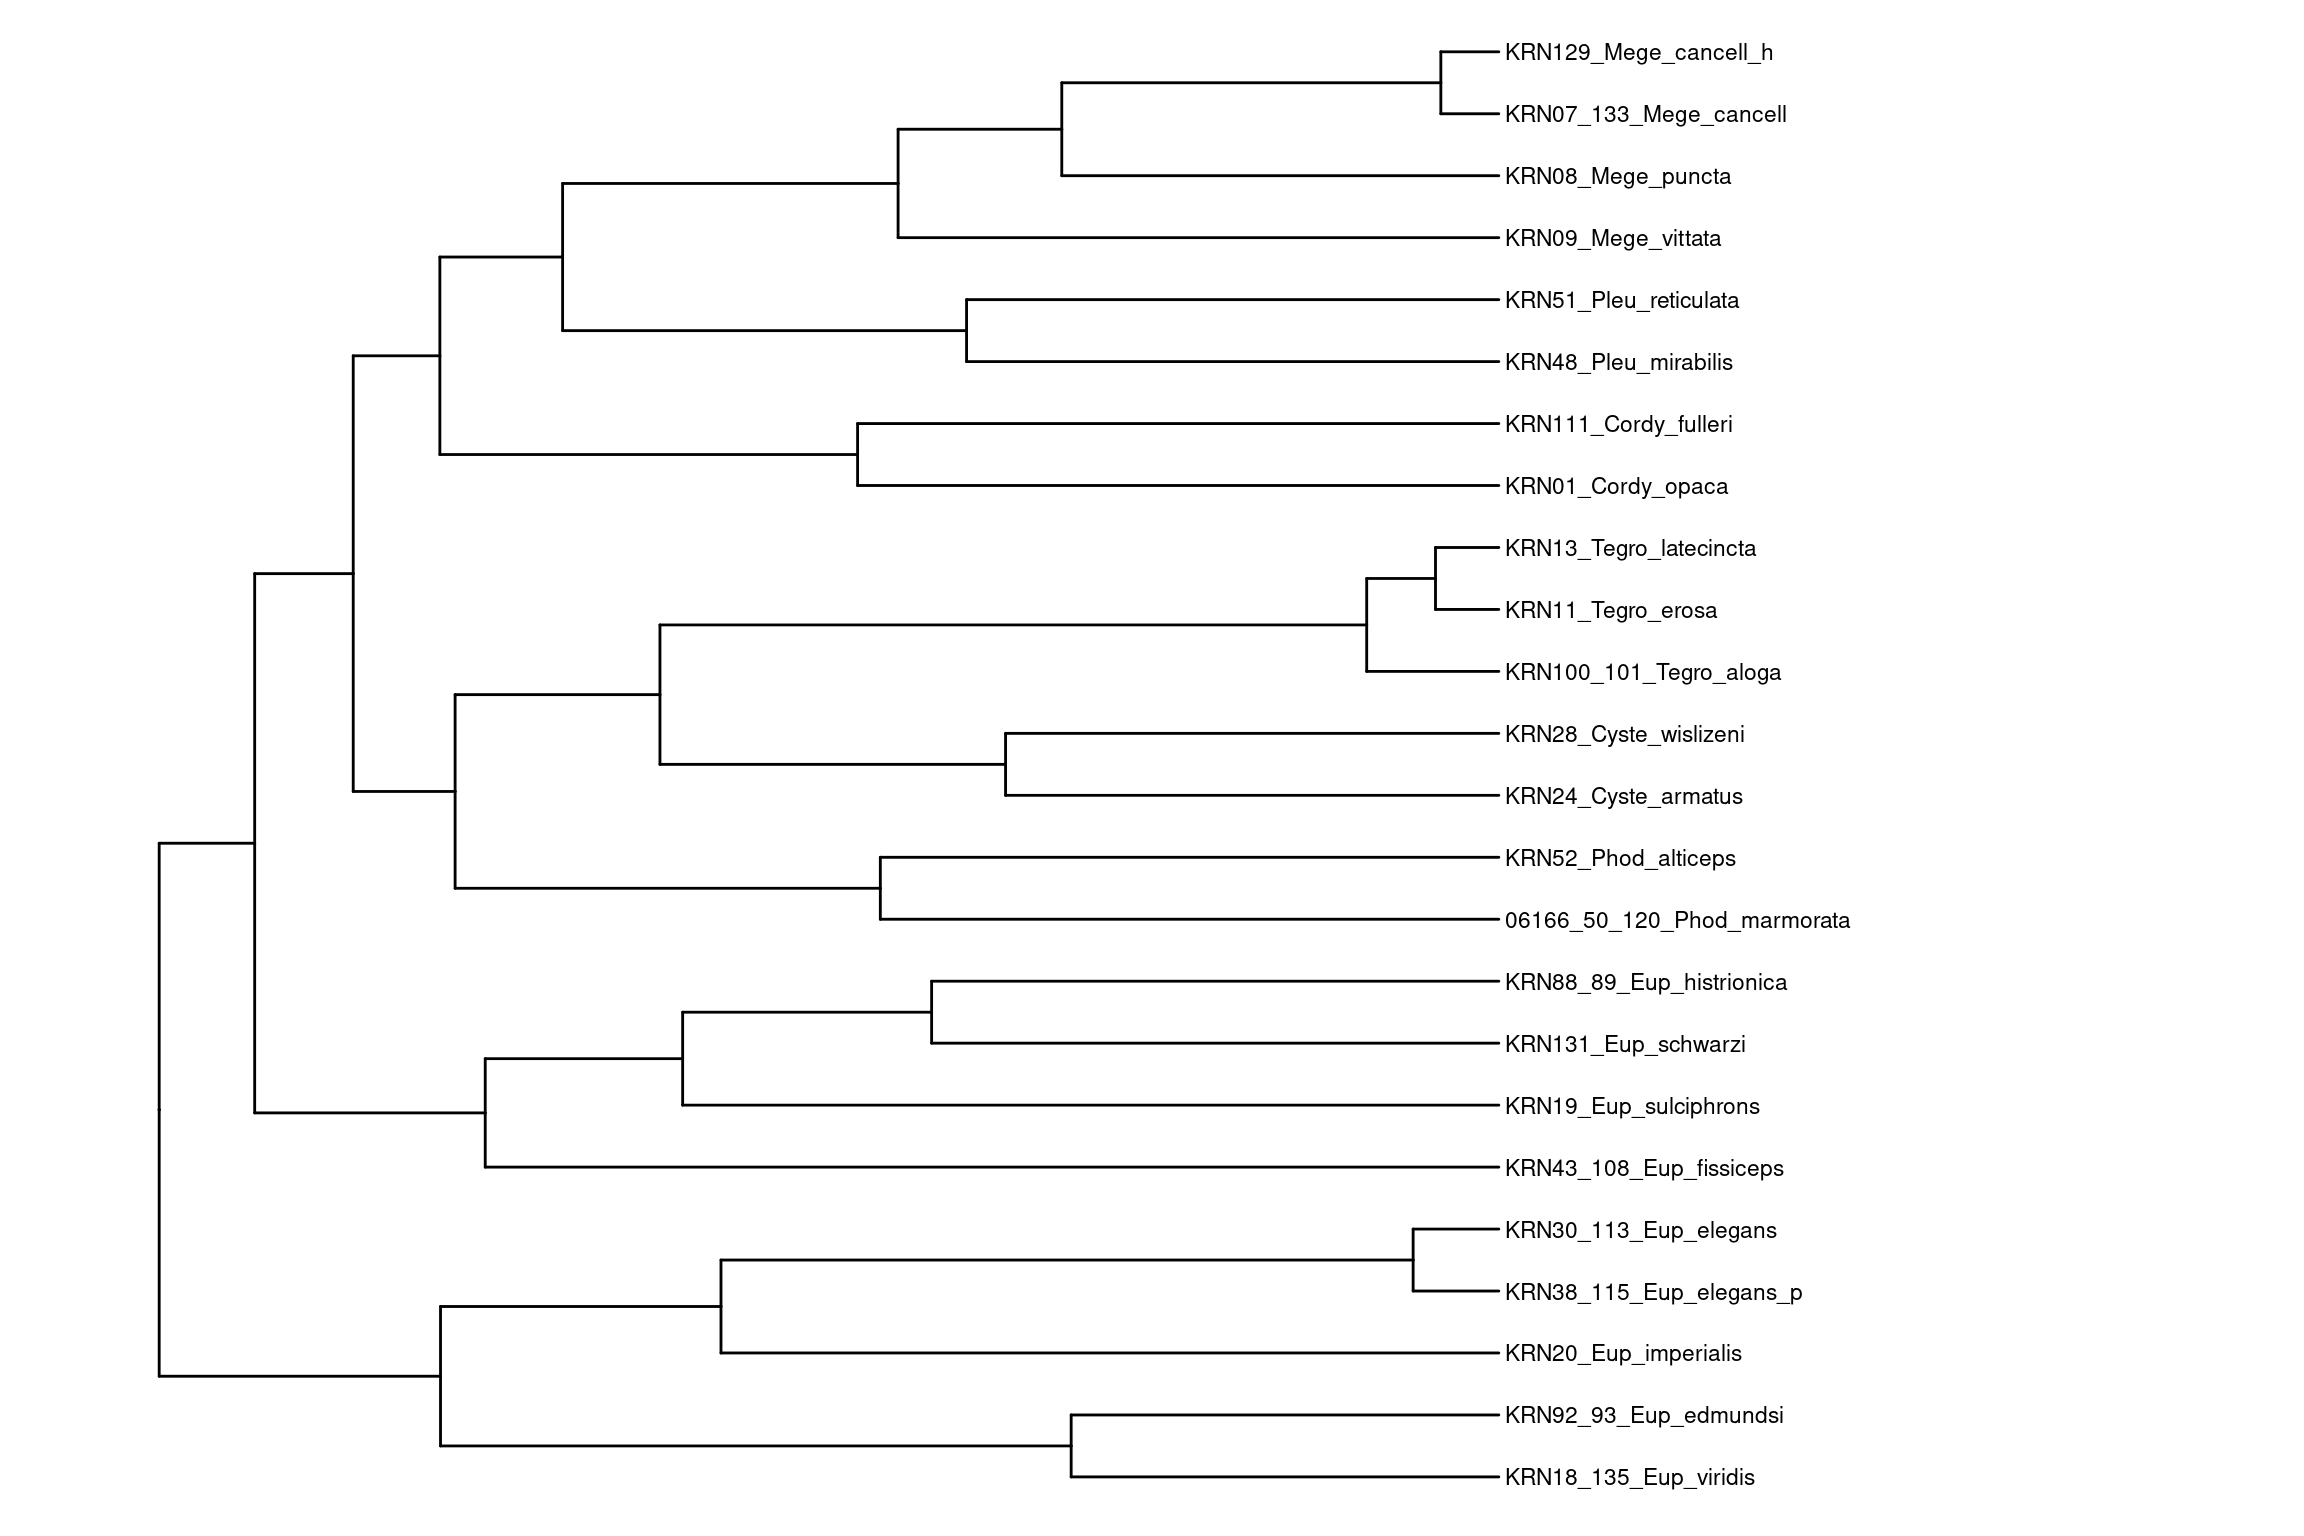 KRN129_Mege_cancell_h
KRN07_133_Mege_cancell
KRN08_Mege_puncta
KRN09_Mege_vittata
KRN51_Pleu_reticulata
KRN48_Pleu_mirabilis
KRN111_Cordy_fulleri
KRN01_Cordy_opaca
KRN13_Tegro_latecincta
KRN11_Tegro_erosa
KRN100_101_Tegro_aloga
KRN28_Cyste_wislizeni
KRN24_Cyste_armatus
KRN52_Phod_alticeps
06166_50_120_Phod_marmorata
KRN88_89_Eup_histrionica
KRN131_Eup_schwarzi
KRN19_Eup_sulciphrons
KRN43_108_Eup_fissiceps
KRN30_113_Eup_elegans
KRN38_115_Eup_elegans_p
KRN20_Eup_imperialis
KRN92_93_Eup_edmundsi
KRN18_135_Eup_viridis